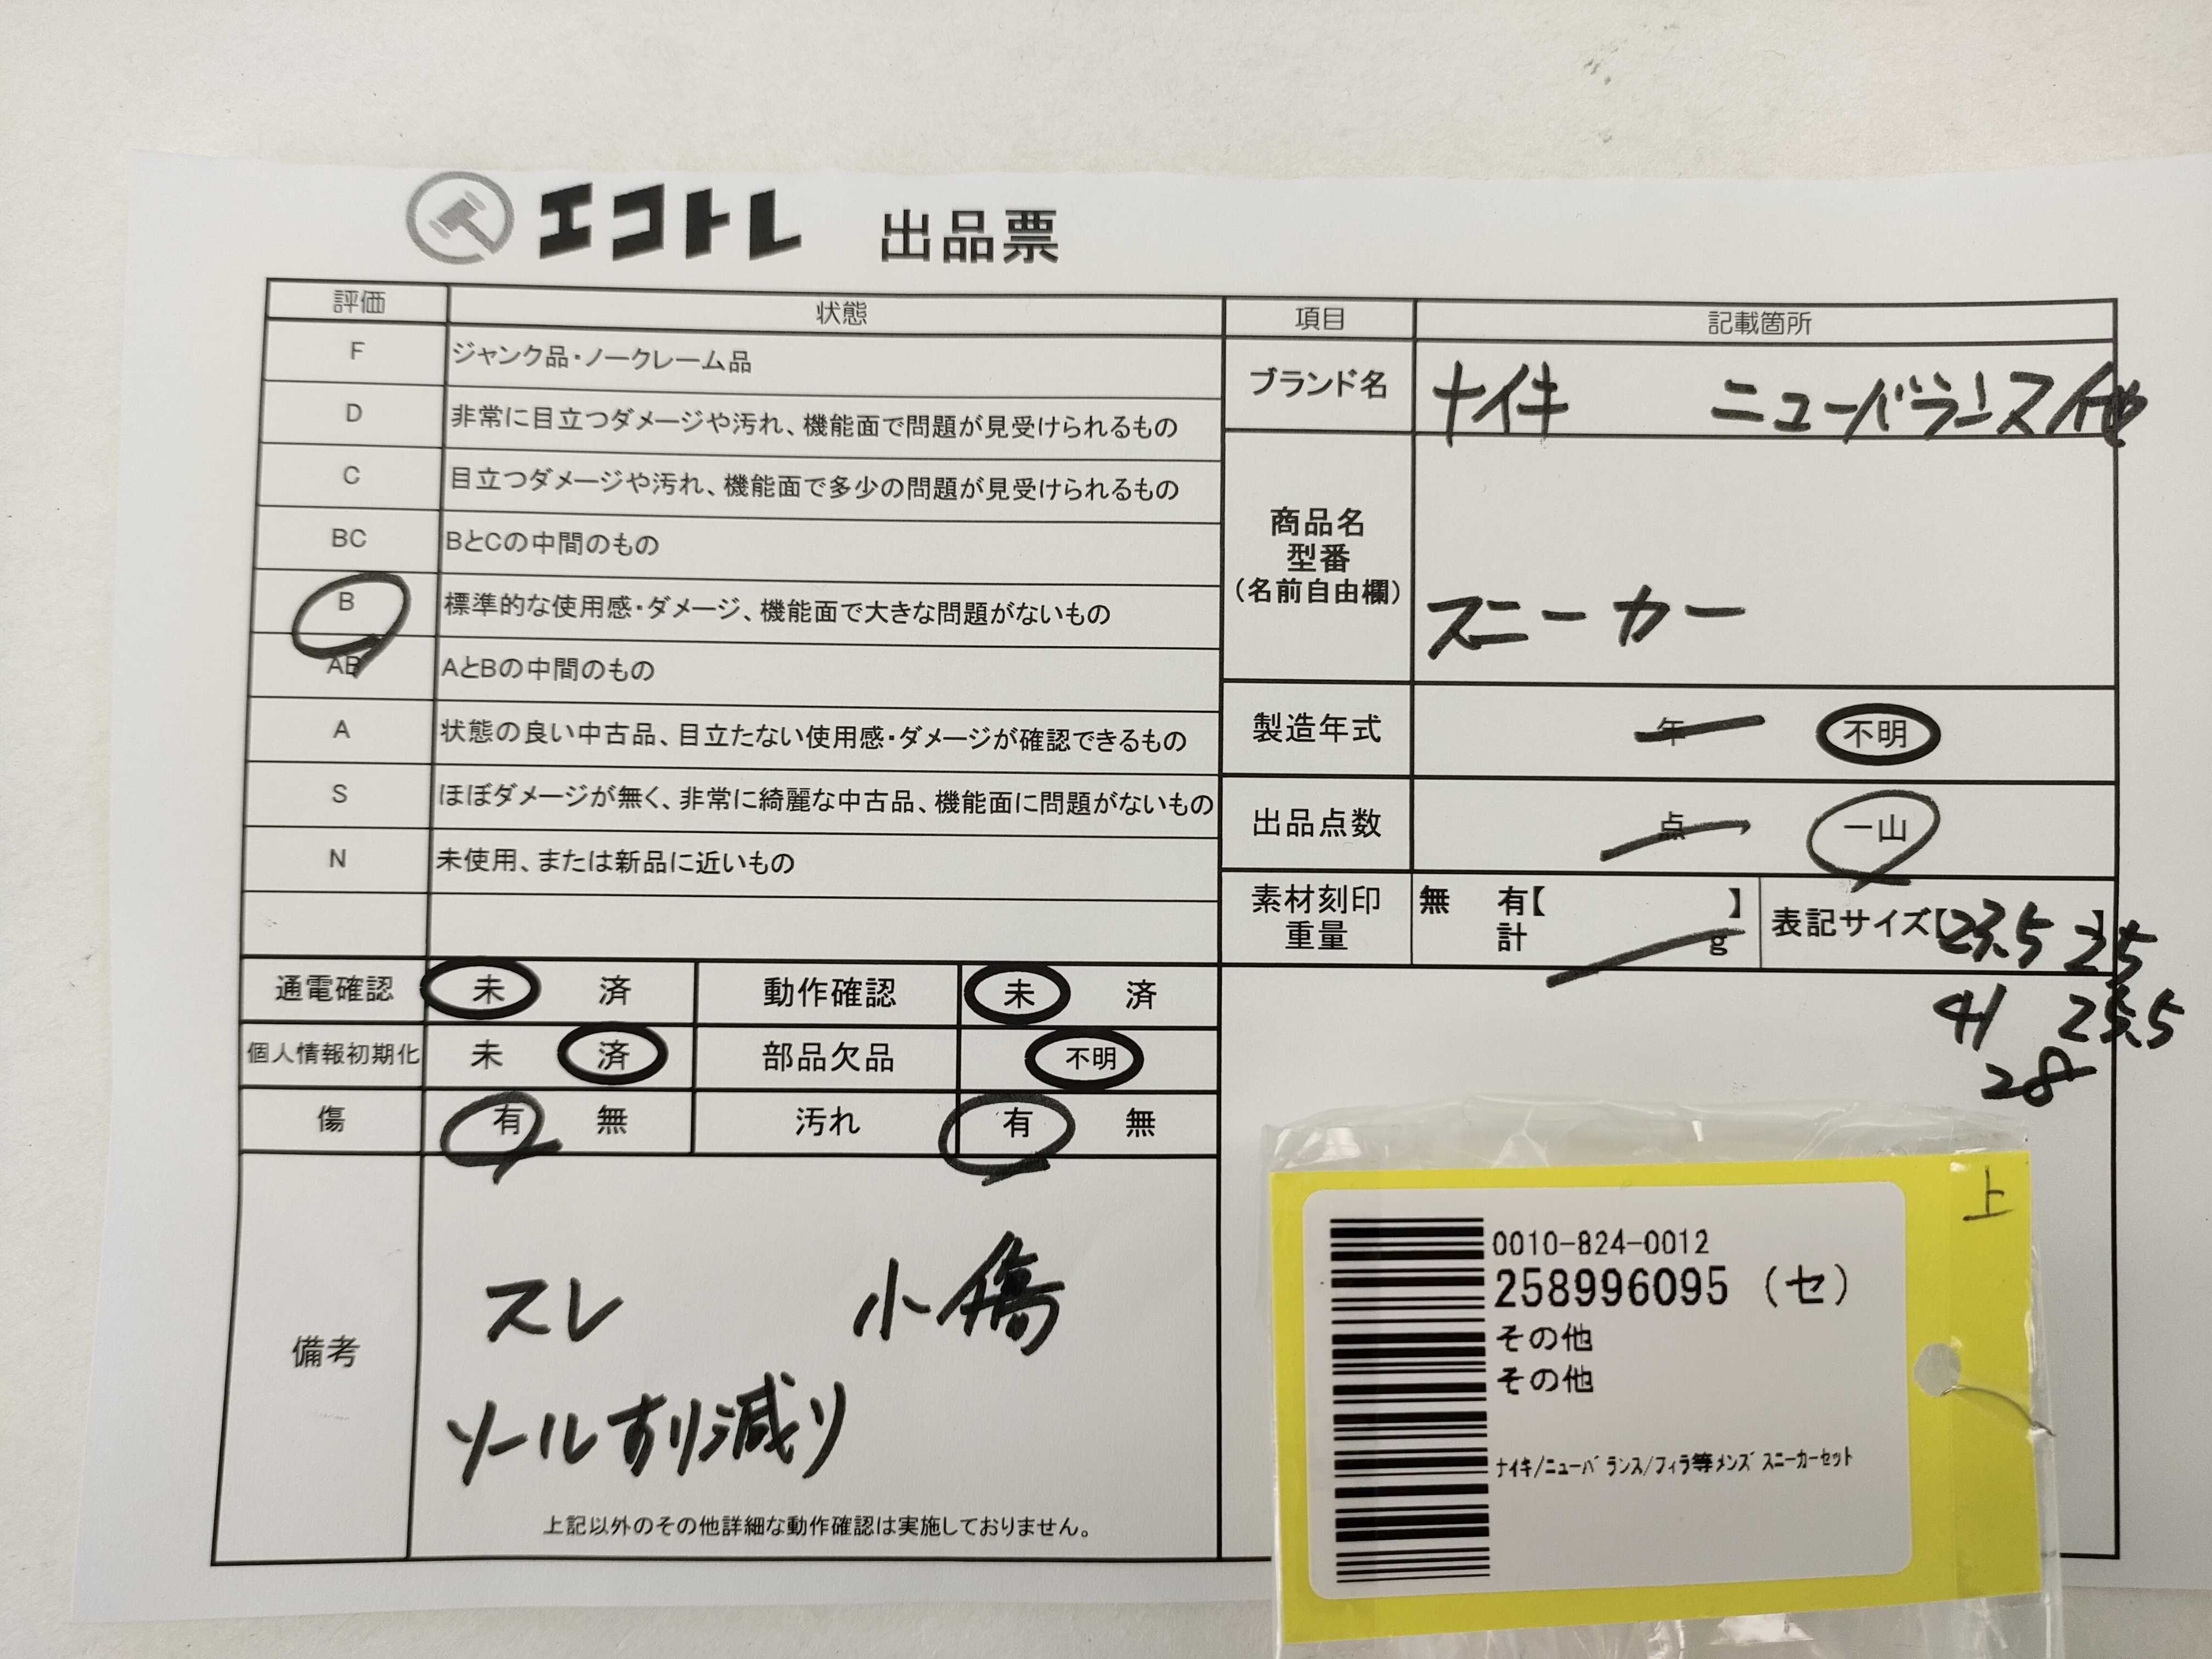 エコトレ 出品票
評価 状態 項目 記載箇所
F ジャンク品・ノークレーム品
D 非常に目立つダメージや汚れ、機能面で問題が見受けられるもの
C 目立つダメージや汚れ、機能面で多少の問題が見受けられるもの
BC BとCの中間のもの
B 標準的な使用感・ダメージ、機能面で大きな問題がないもの
AB AとBの中間のもの
A 状態の良い中古品、目立たない使用感・ダメージが確認できるもの
S ほぼダメージが無く、非常に綺麗な中古品、機能面に問題がないもの
N 未使用、または新品に近いもの
ブランド名 ナイキ ニューバランス他
商品名
型番
(名前自由欄)
スニーカー
製造年式 年 不明
出品点数 点 一山
素材刻印 無 有【 】
重量 計 g
表記サイズ【23.5 25】
41 25.5
28
通電確認 未 済 動作確認 未 済
個人情報初期化 未 済 部品欠品 不明
傷 有 無 汚れ 有 無
備考
スレ 小傷
ソールすり減り
上記以外のその他詳細な動作確認は実施しておりません。
上
0010-824-0012
258996095 (セ)
その他
その他
ﾅｲｷ/ﾆｭｰﾊﾞﾗﾝｽ/ﾌｨﾗ等ﾒﾝｽﾞｽﾆｰｶｰｾｯﾄ